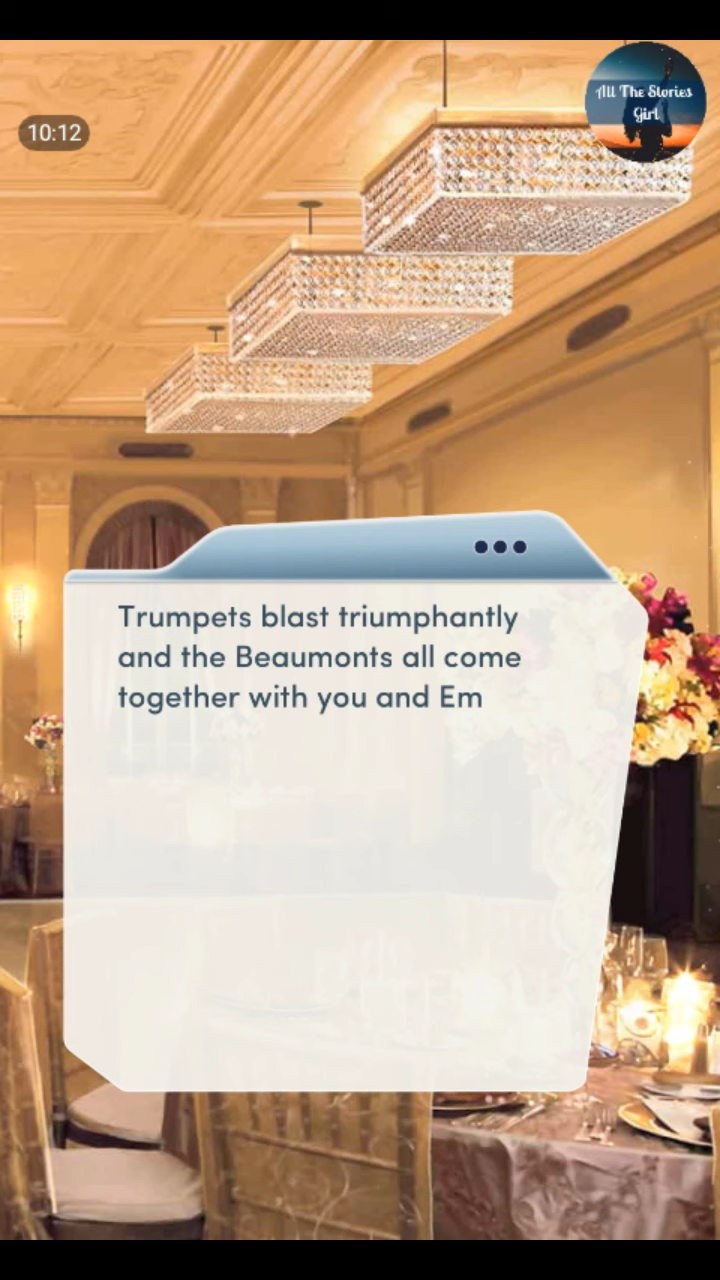 All The Stories
Girl
10:12
Trumpets blast triumphantly
and the Beaumonts all come
together with you and Em